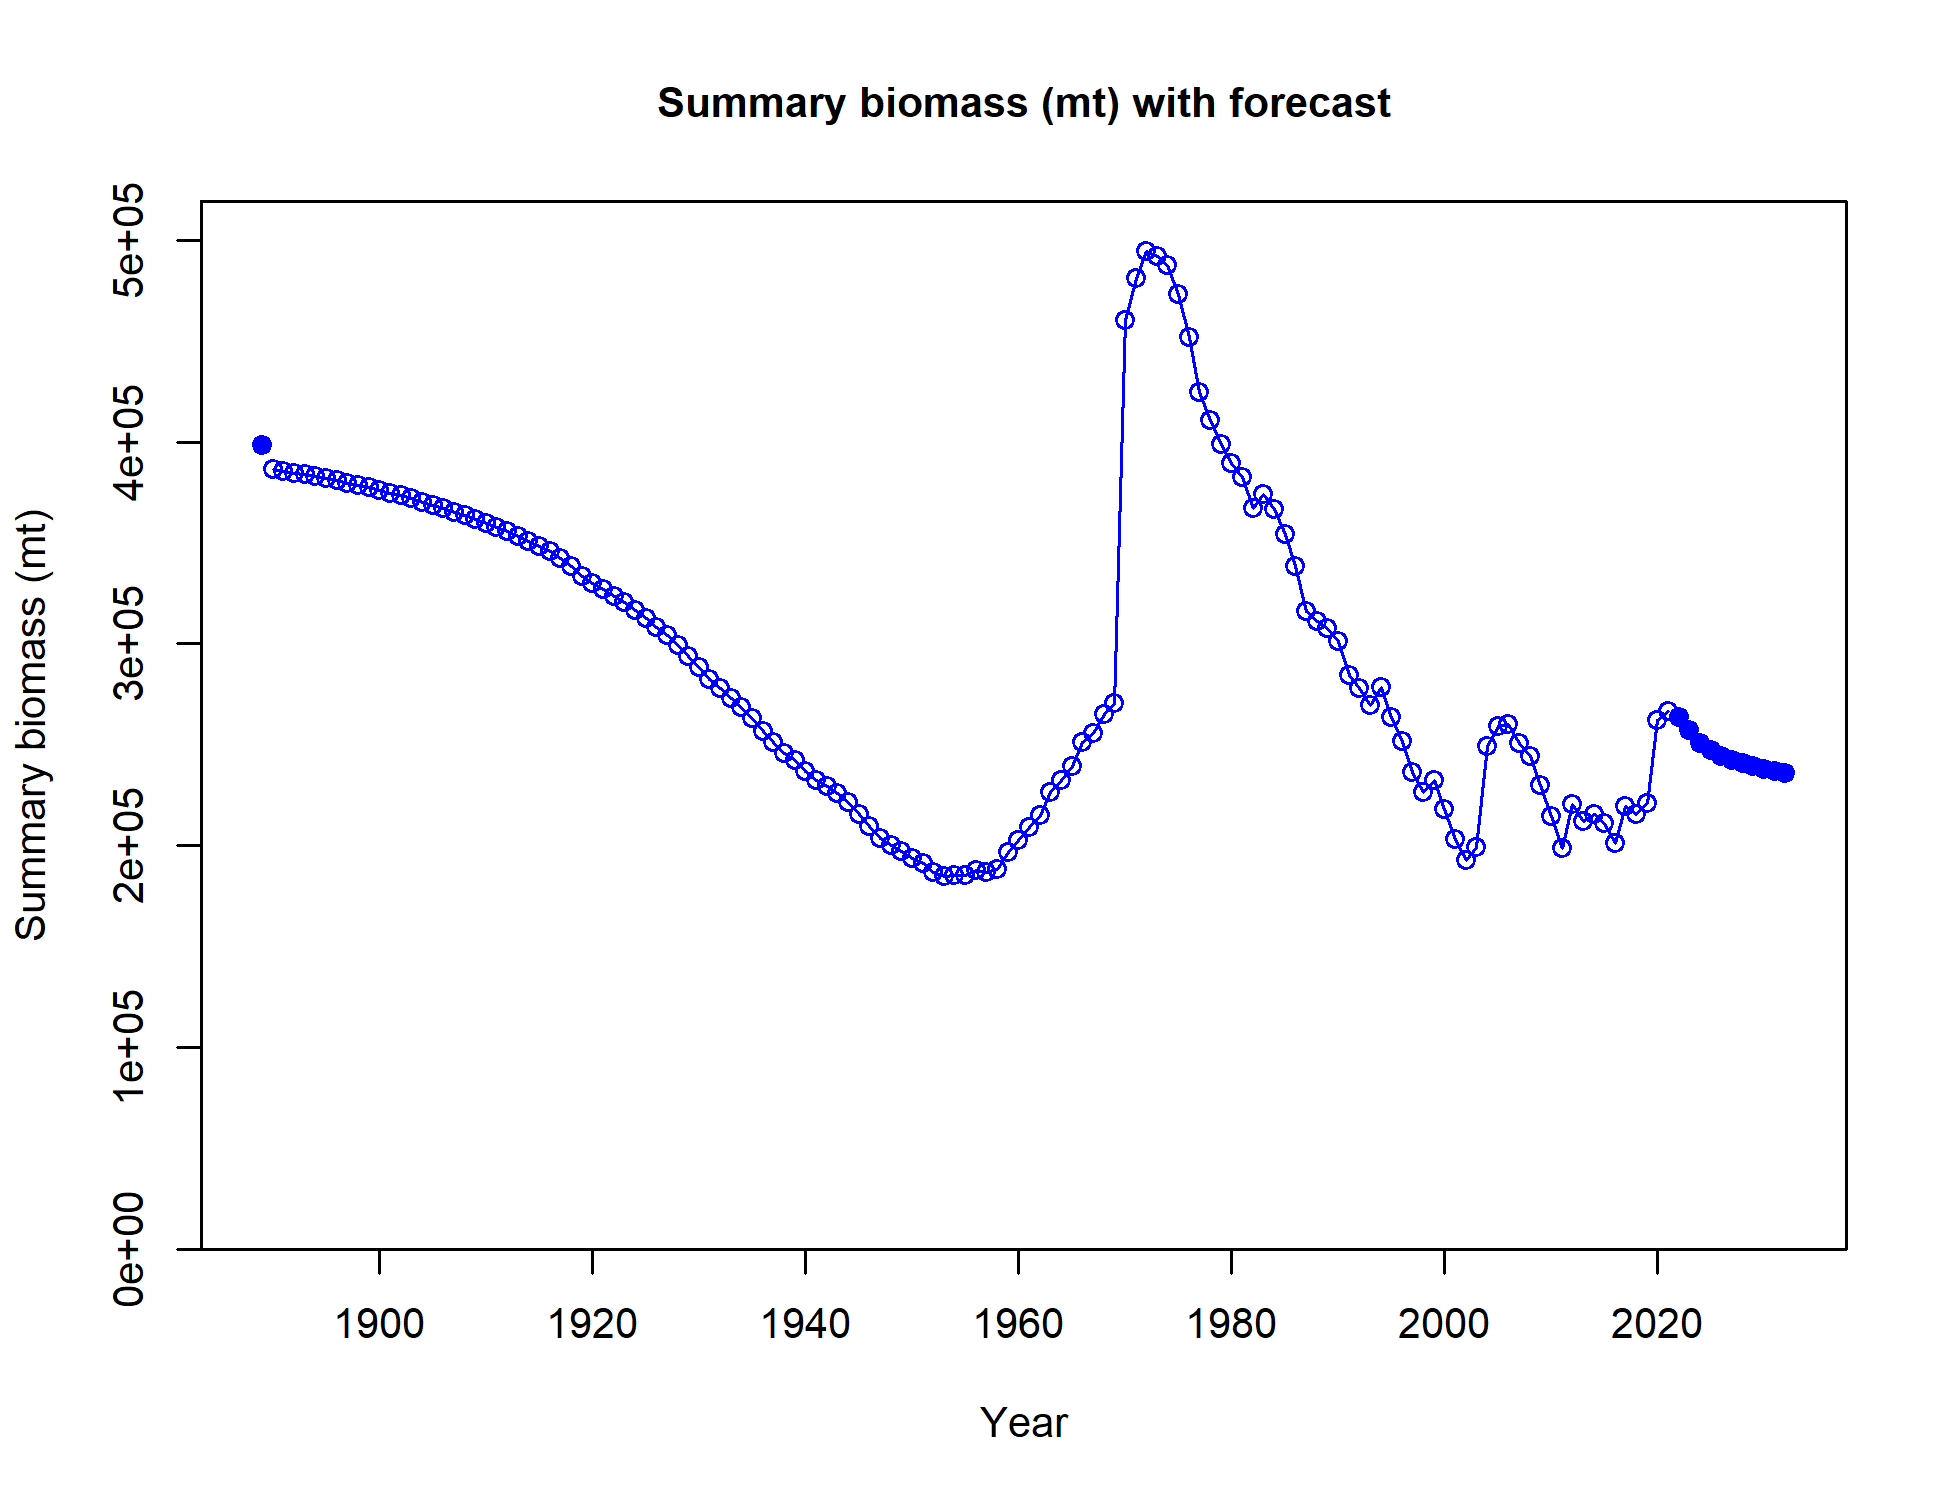 Summary biomass (mt) with forecast
Summary biomass (mt)
5e+05
4e+05
3e+05
2e+05
1e+05
0e+00
1900 1920 1940 1960 1980 2000 2020
Year